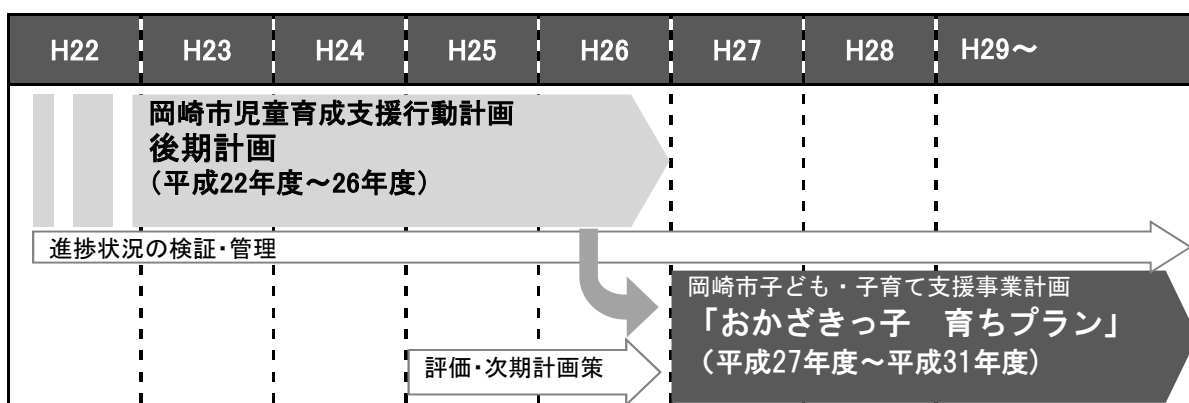 H22 H23 H24 H25 H26 H27 H28 H29～
岡崎市児童育成支援行動計画
後期計画
（平成22年度～26年度）
進捗状況の検証・管理
岡崎市子ども・子育て支援事業計画
「おかざきっ子　育ちプラン」
（平成27年度～平成31年度）
評価・次期計画策